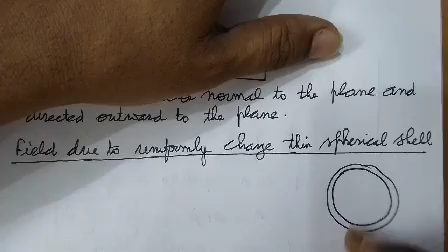 normal to the plane and
directed outward to the plane.
Field due to uniformly charge thin spherical shell